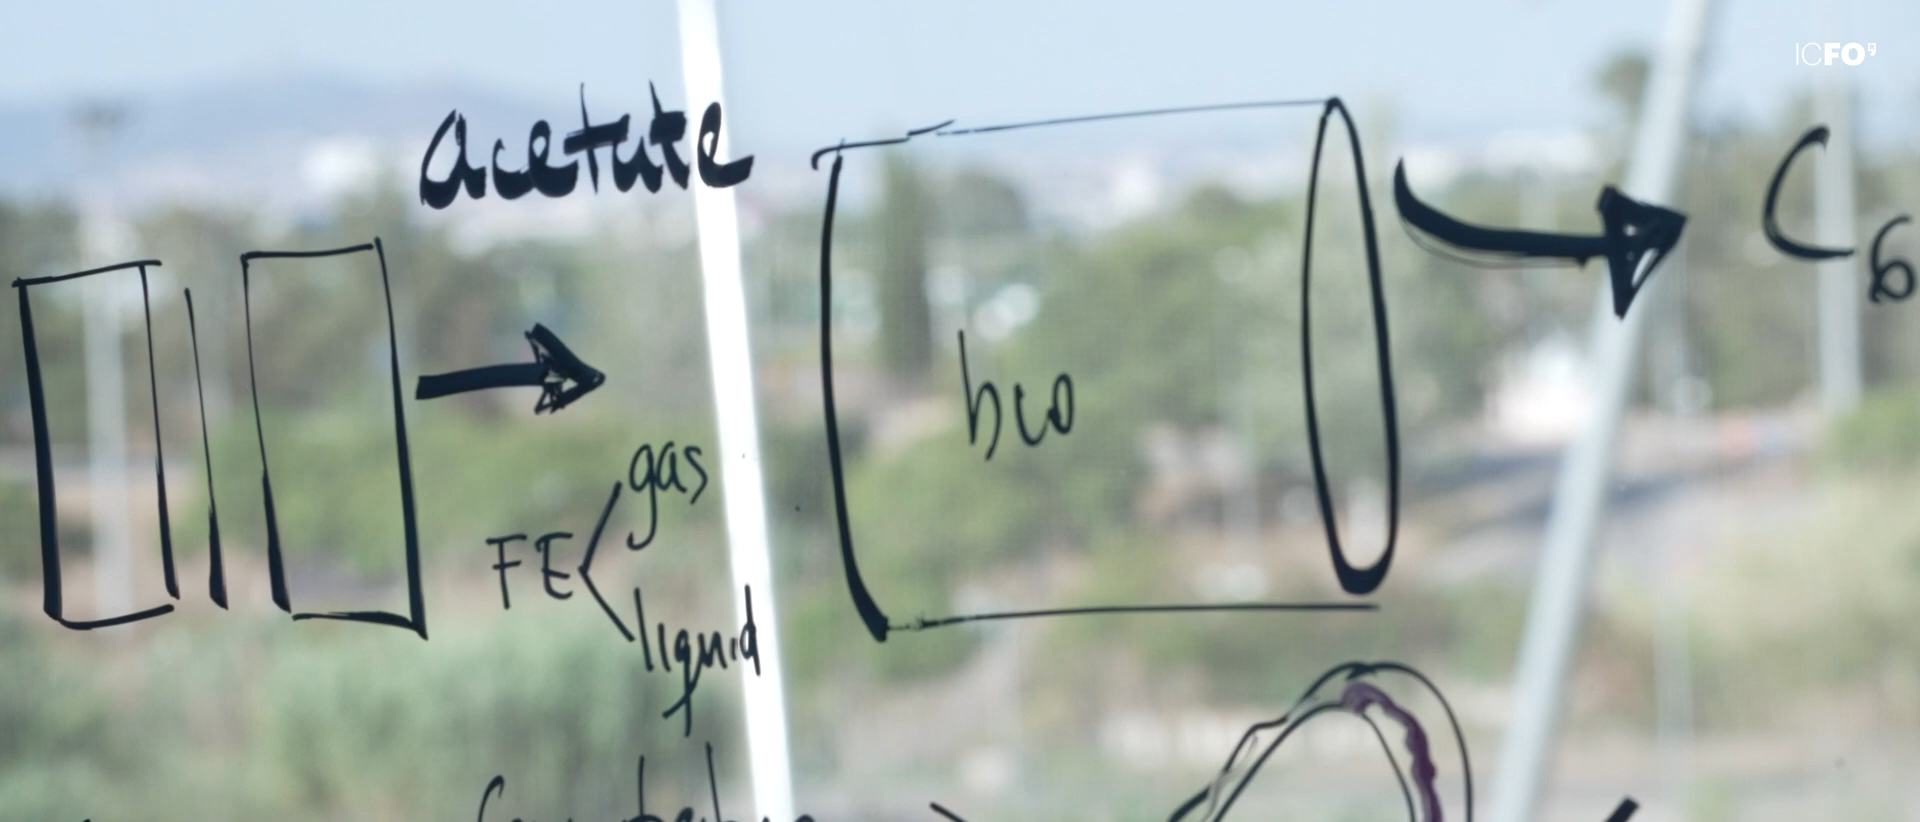 ICFO
acetate
C6
bio
gas
FE
liquid